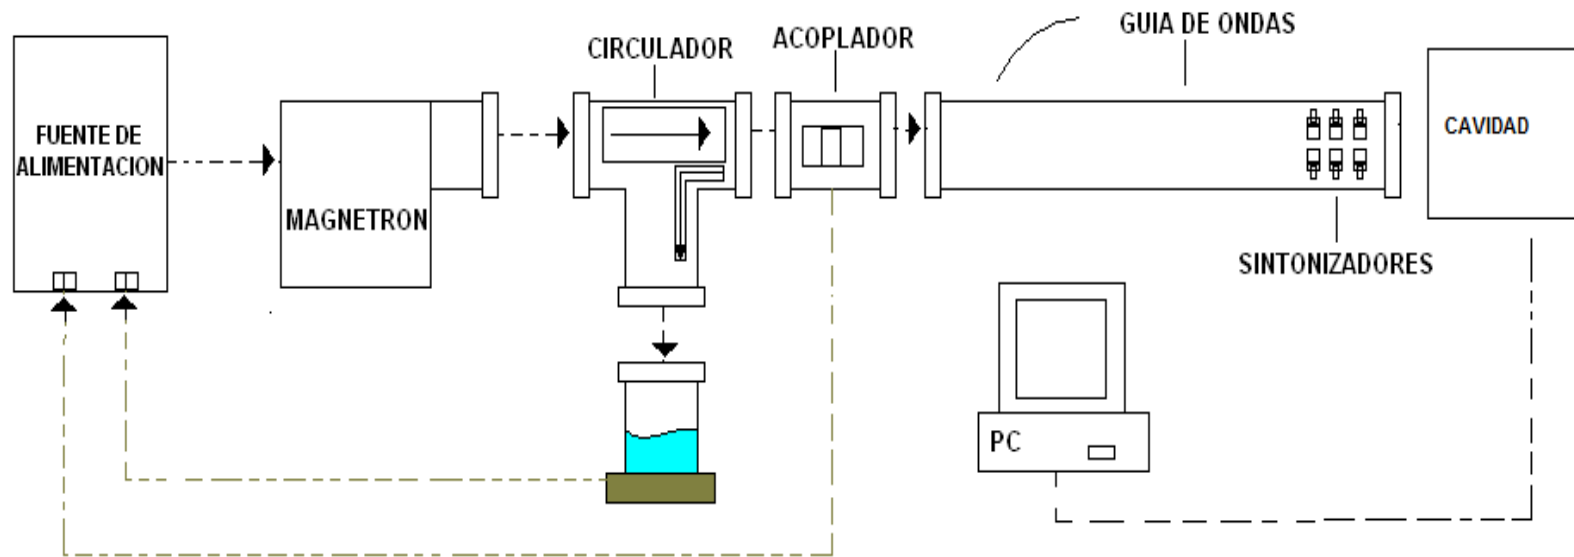 GUIA DE ONDAS
CIRCULADOR
ACOPLADOR
FUENTE DE
ALIMENTACION
CAVIDAD
MAGNETRON
SINTONIZADORES
PC